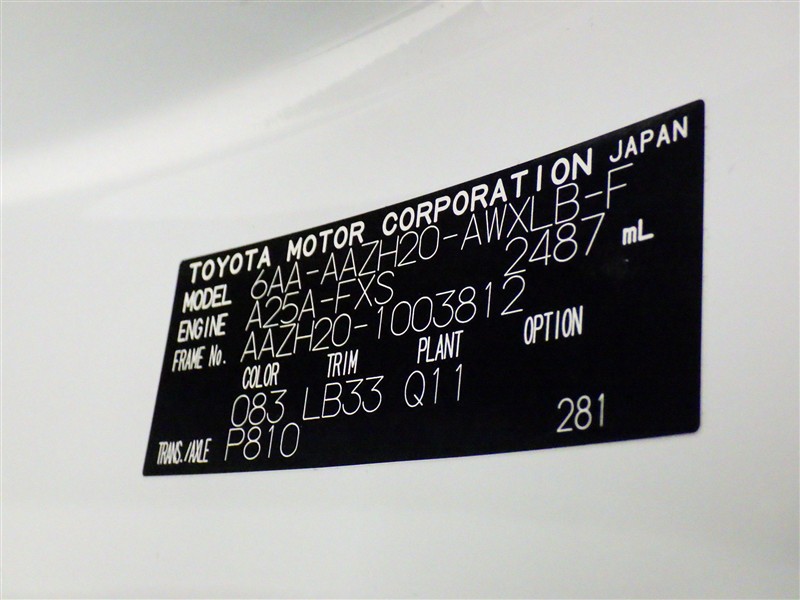 TOYOTA MOTOR CORPORATION JAPAN
MODEL 6AA-AAZH20-AWXLB-F
ENGINE A25A-FXS 2487 mL
FRAME No. AAZH20-1003812
COLOR TRIM PLANT OPTION
083 LB33 Q11
TRANS./AXLE P810 281